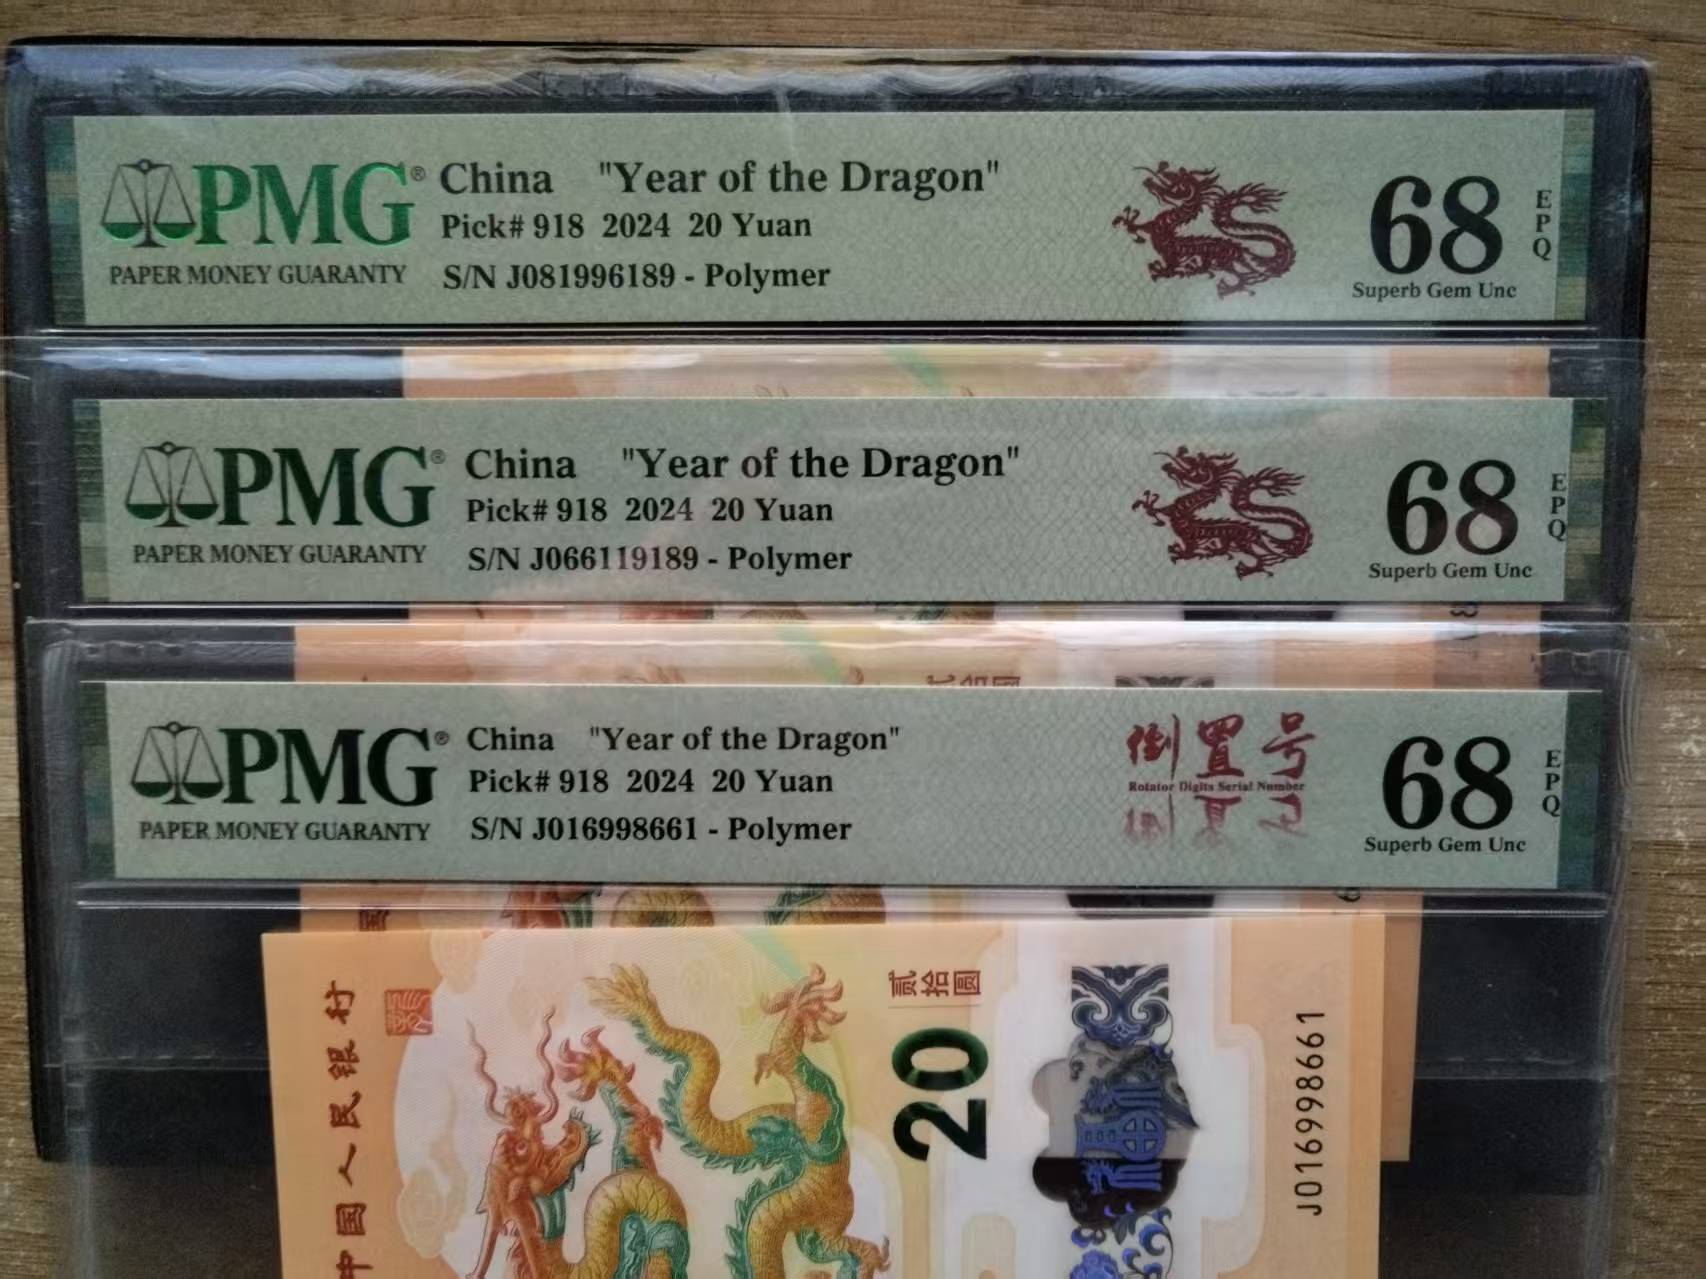 PMG® China "Year of the Dragon"
Pick# 918 2024 20 Yuan
PAPER MONEY GUARANTY
S/N J081996189 - Polymer
68
EPQ
Superb Gem Unc
PMG® China "Year of the Dragon"
Pick# 918 2024 20 Yuan
PAPER MONEY GUARANTY
S/N J066119189 - Polymer
68
EPQ
Superb Gem Unc
PMG® China "Year of the Dragon"
Pick# 918 2024 20 Yuan
PAPER MONEY GUARANTY
S/N J016998661 - Polymer
倒置号
Rotator Digits Serial Number
68
EPQ
Superb Gem Unc
中国人民银行
贰拾圆
20
J016998661